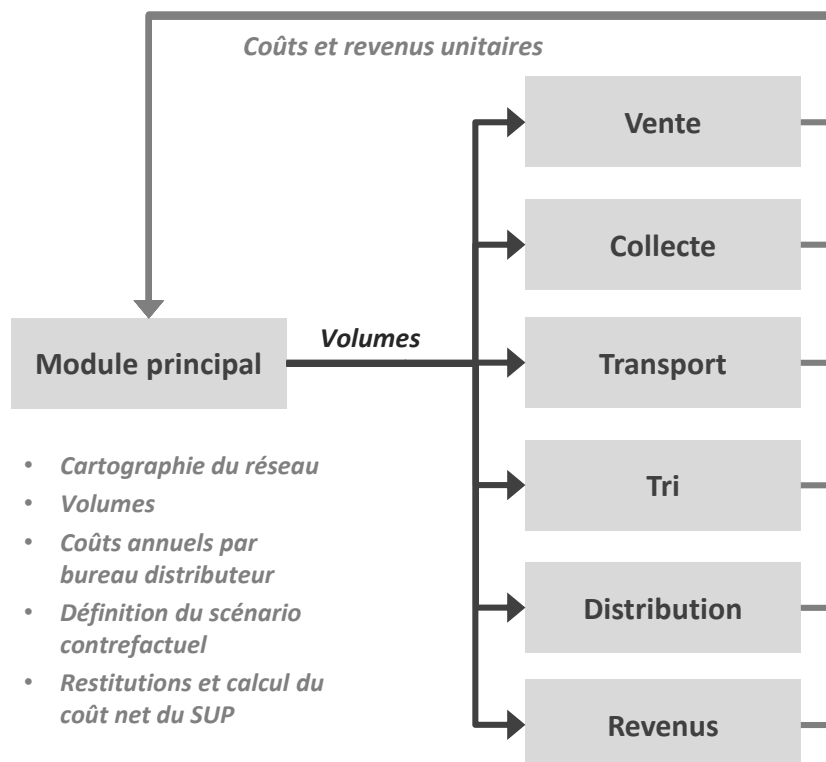 Coûts et revenus unitaires
Vente
Collecte
Module principal
Volumes
Transport
• Cartographie du réseau
• Volumes
• Coûts annuels par
bureau distributeur
• Définition du scénario
contrefactuel
• Restitutions et calcul du
coût net du SUP
Tri
Distribution
Revenus